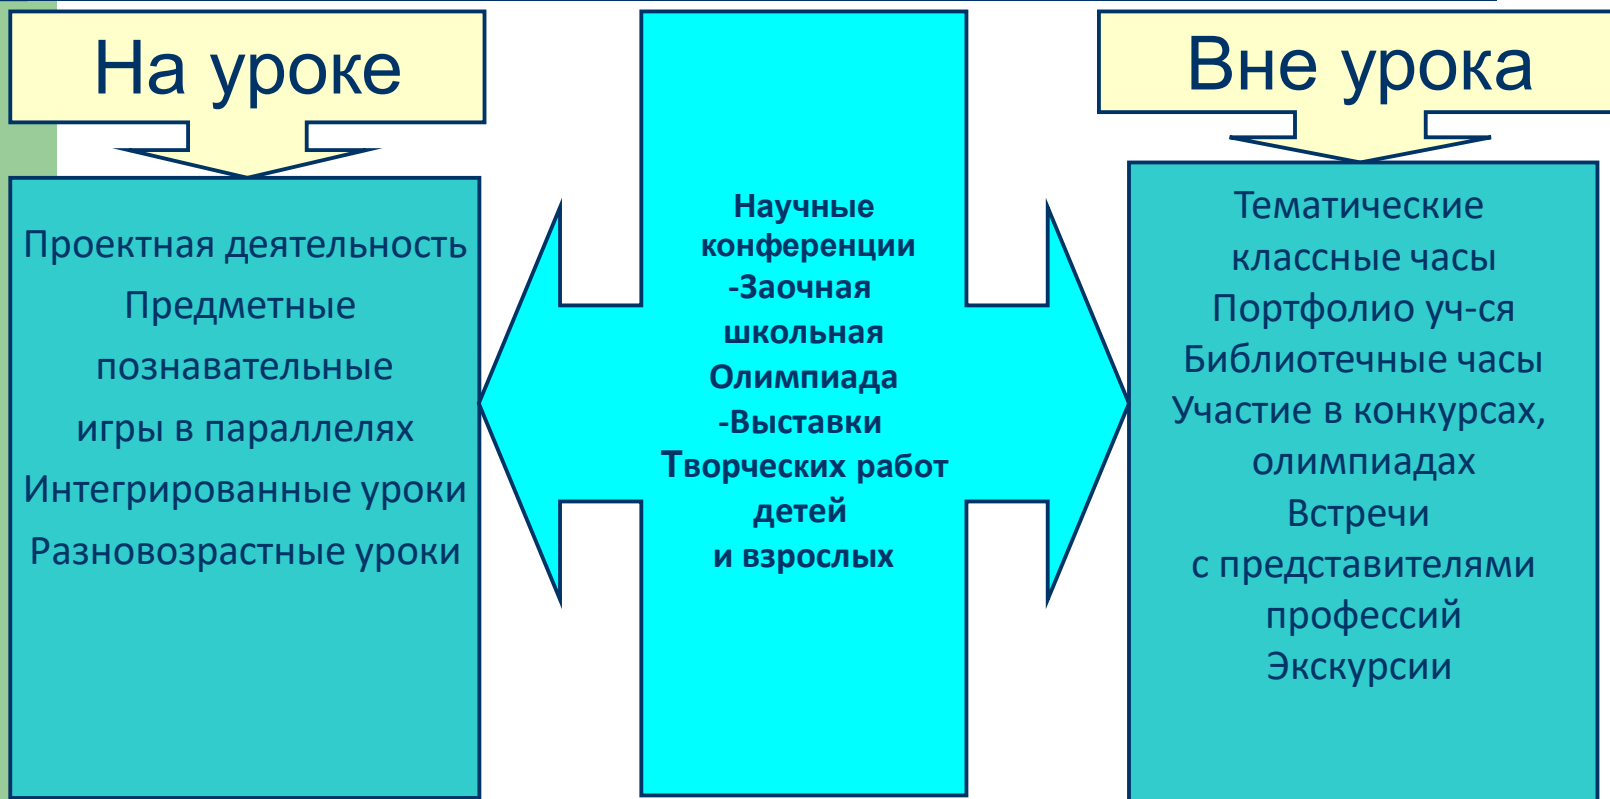 На уроке
Проектная деятельность
Предметные
познавательные
игры в параллелях
Интегрированные уроки
Разновозрастные уроки
Научные
конференции
-Заочная
школьная
Олимпиада
-Выставки
Творческих работ
детей
и взрослых
Вне урока
Тематические
классные часы
Портфолио уч-ся
Библиотечные часы
Участие в конкурсах,
олимпиадах
Встречи
с представителями
профессий
Экскурсии